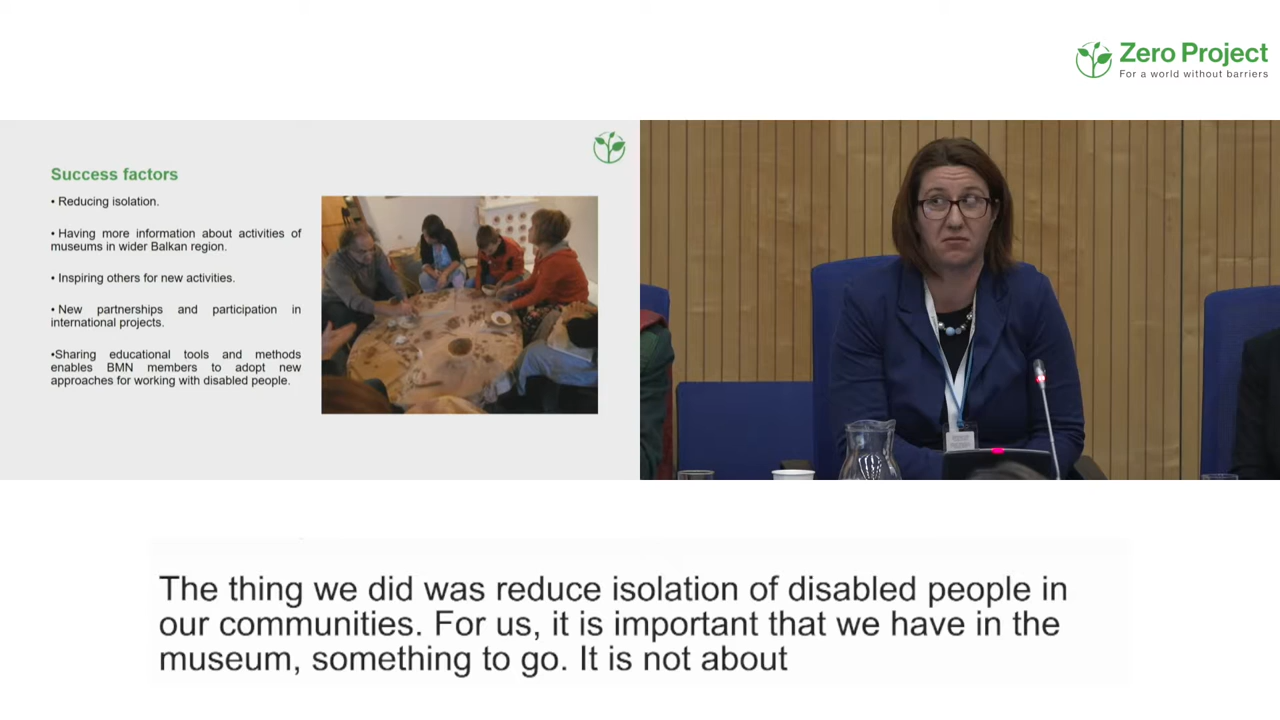 Zero Project
For a world without barriers
Success factors
• Reducing isolation.
• Having more information about activities of
museums in wider Balkan region.
• Inspiring others for new activities.
• New partnerships and participation in
international projects.
•Sharing educational tools and methods
enables BMN members to adopt new
approaches for working with disabled people.
The thing we did was reduce isolation of disabled people in
our communities. For us, it is important that we have in the
museum, something to go. It is not about